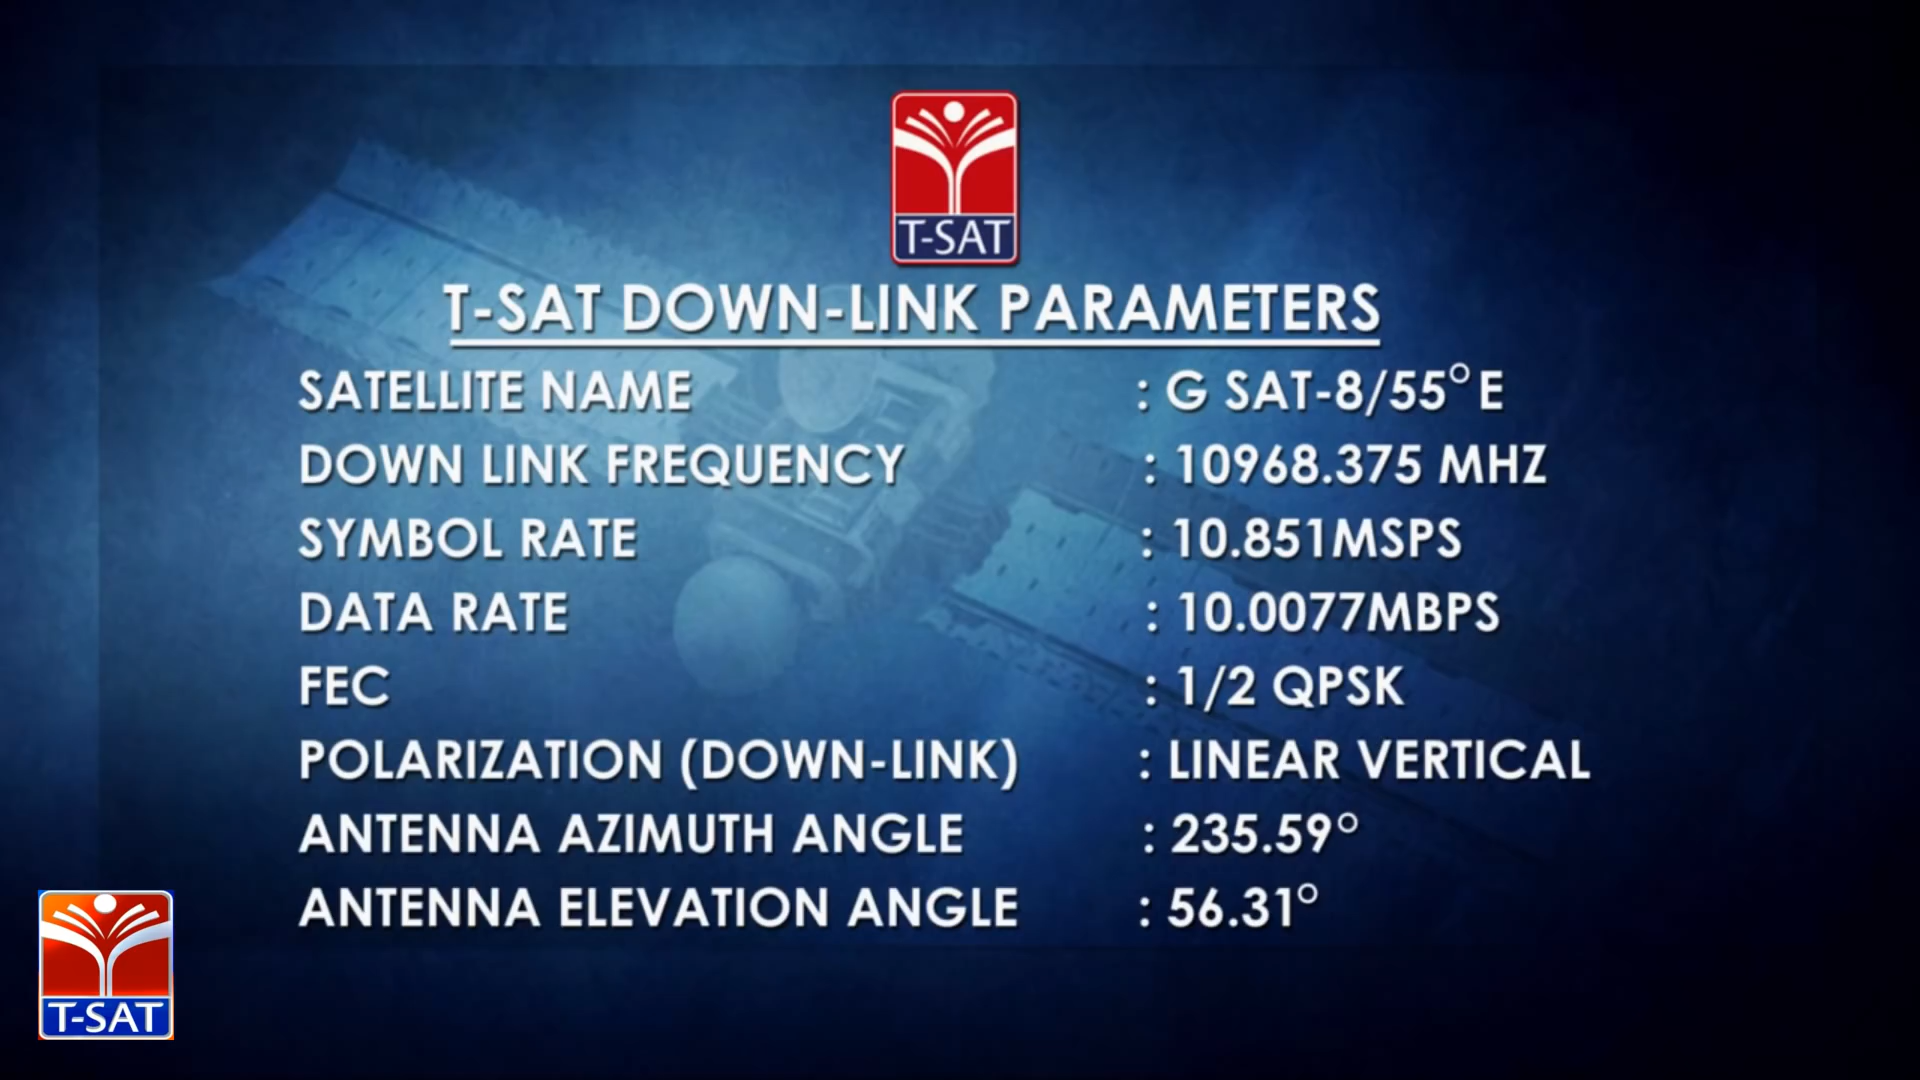 T-SAT
T-SAT DOWN-LINK PARAMETERS
SATELLITE NAME : G SAT-8/55° E
DOWN LINK FREQUENCY : 10968.375 MHZ
SYMBOL RATE : 10.851MSPS
DATA RATE : 10.0077MBPS
FEC : 1/2 QPSK
POLARIZATION (DOWN-LINK) : LINEAR VERTICAL
ANTENNA AZIMUTH ANGLE : 235.59°
ANTENNA ELEVATION ANGLE : 56.31°
T-SAT